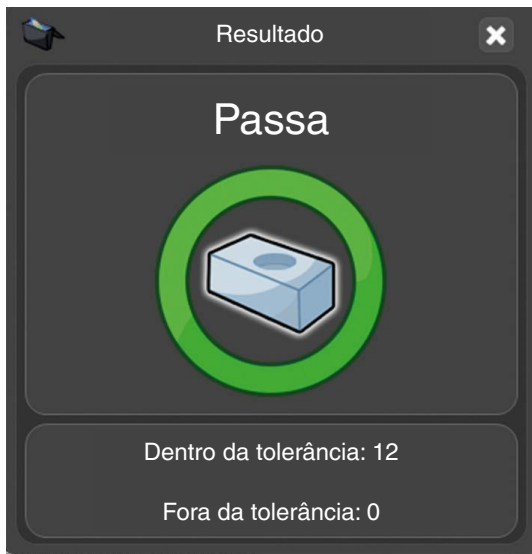 Resultado
Passa
Dentro da tolerância: 12
Fora da tolerância: 0